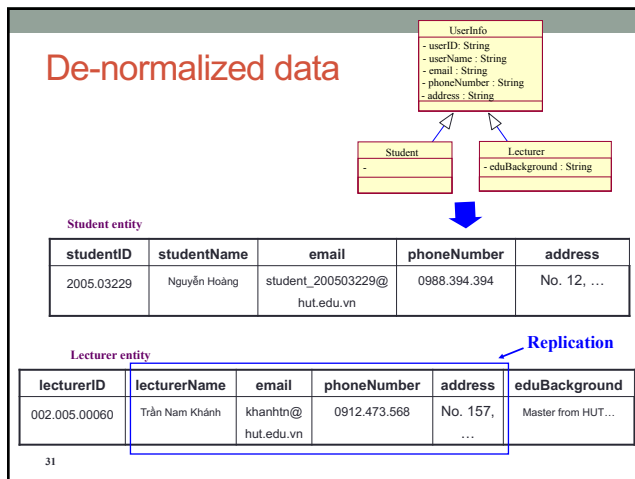 De-normalized data
UserInfo
- userID: String
- userName : String
- email : String
- phoneNumber : String
- address : String
Student
-
Lecturer
- eduBackground : String
Student entity
studentID studentName email phoneNumber address
2005.03229 Nguyễn Hoàng student_200503229@ 0988.394.394 No. 12, …
hut.edu.vn
Replication
Lecturer entity
lecturerID lecturerName email phoneNumber address eduBackground
002.005.00060 Trần Nam Khánh khanhtn@ 0912.473.568 No. 157, Master from HUT…
hut.edu.vn …
31